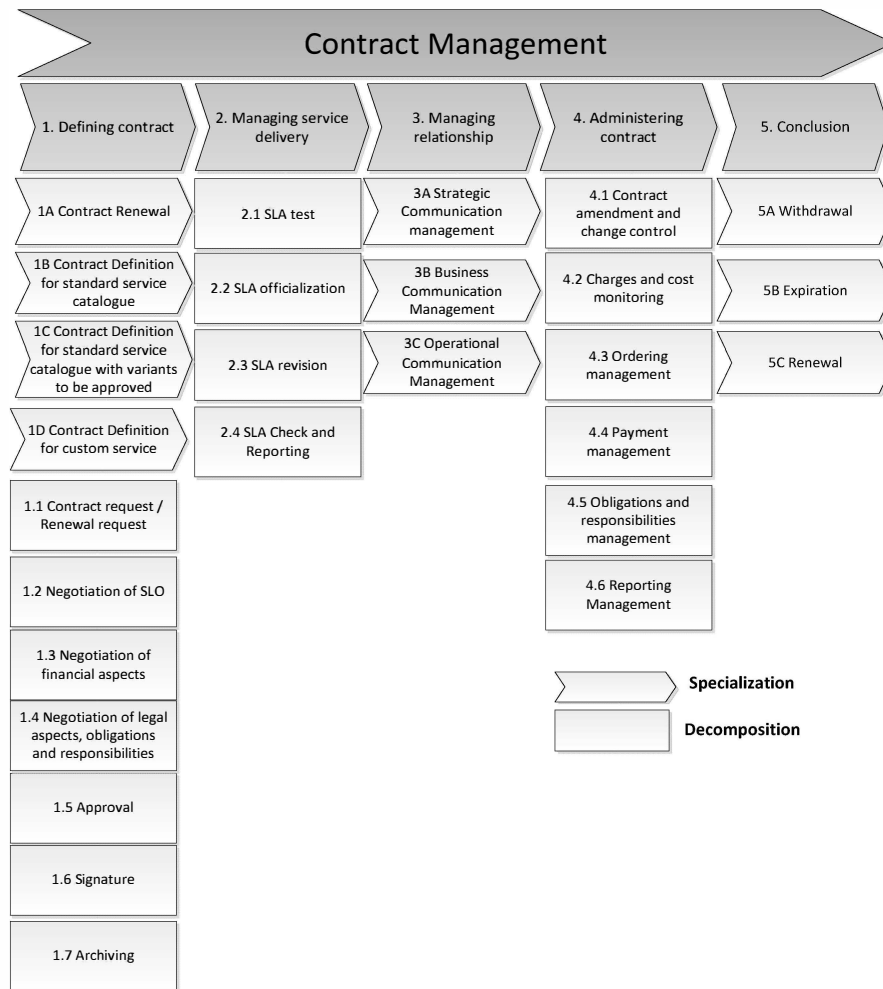 Contract Management
1. Defining contract
2. Managing service
delivery
3. Managing
relationship
4. Administering
contract
5. Conclusion
1A Contract Renewal
1B Contract Definition
for standard service
catalogue
1C Contract Definition
for standard service
catalogue with variants
to be approved
1D Contract Definition
for custom service
1.1 Contract request /
Renewal request
1.2 Negotiation of SLO
1.3 Negotiation of
financial aspects
1.4 Negotiation of legal
aspects, obligations
and responsibilities
1.5 Approval
1.6 Signature
1.7 Archiving
2.1 SLA test
2.2 SLA officialization
2.3 SLA revision
2.4 SLA Check and
Reporting
3A Strategic
Communication
management
3B Business
Communication
Management
3C Operational
Communication
Management
4.1 Contract
amendment and
change control
4.2 Charges and cost
monitoring
4.3 Ordering
management
4.4 Payment
management
4.5 Obligations and
responsibilities
management
4.6 Reporting
Management
5A Withdrawal
5B Expiration
5C Renewal
Specialization
Decomposition